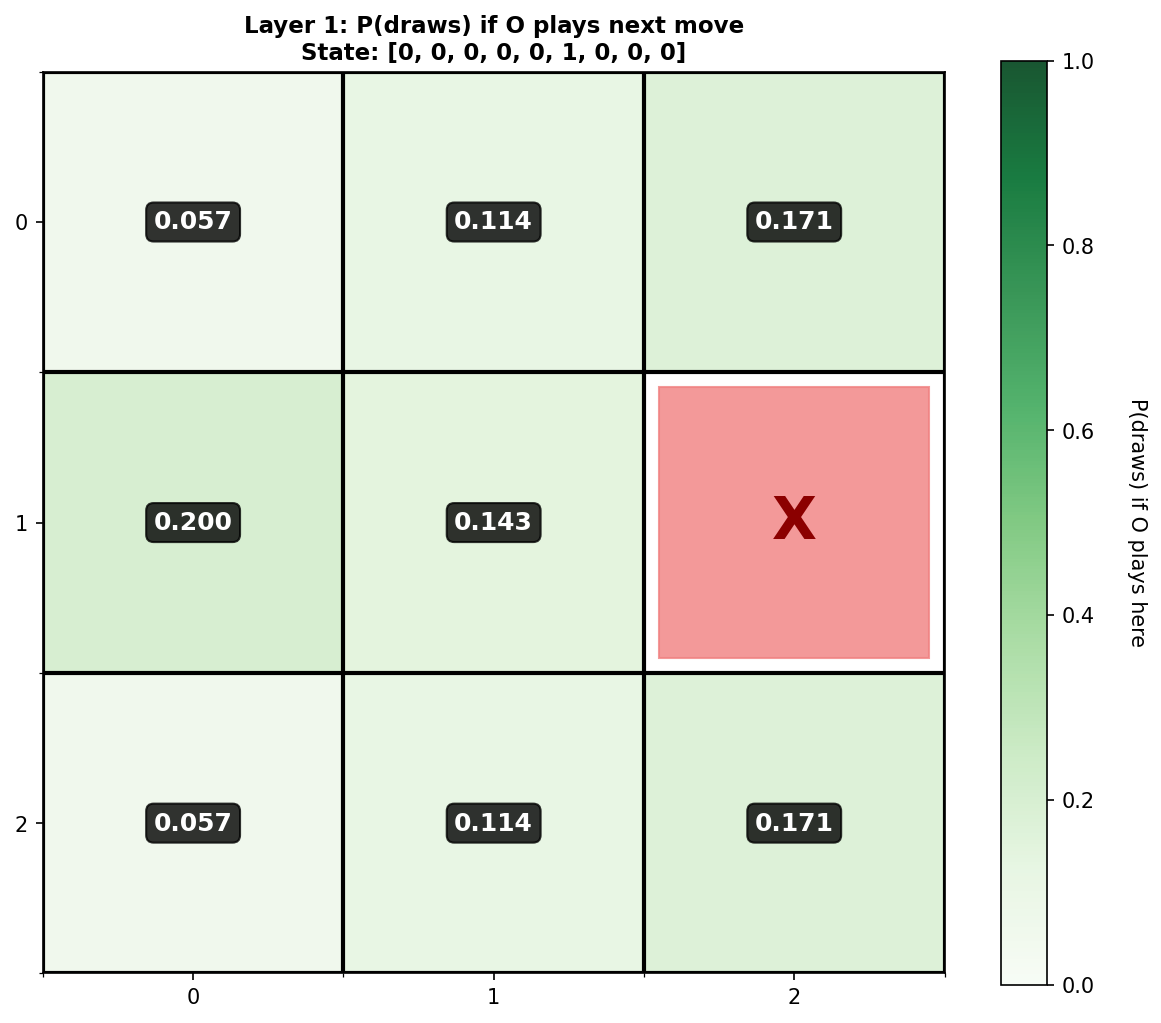 Layer 1: P(draws) if O plays next move
State: [0, 0, 0, 0, 0, 1, 0, 0, 0]
0.057 0.114 0.171
0.200 0.143 X
0.057 0.114 0.171
0
1
2
0 1 2
1.0
0.8
0.6
0.4
0.2
0.0
P(draws) if O plays here